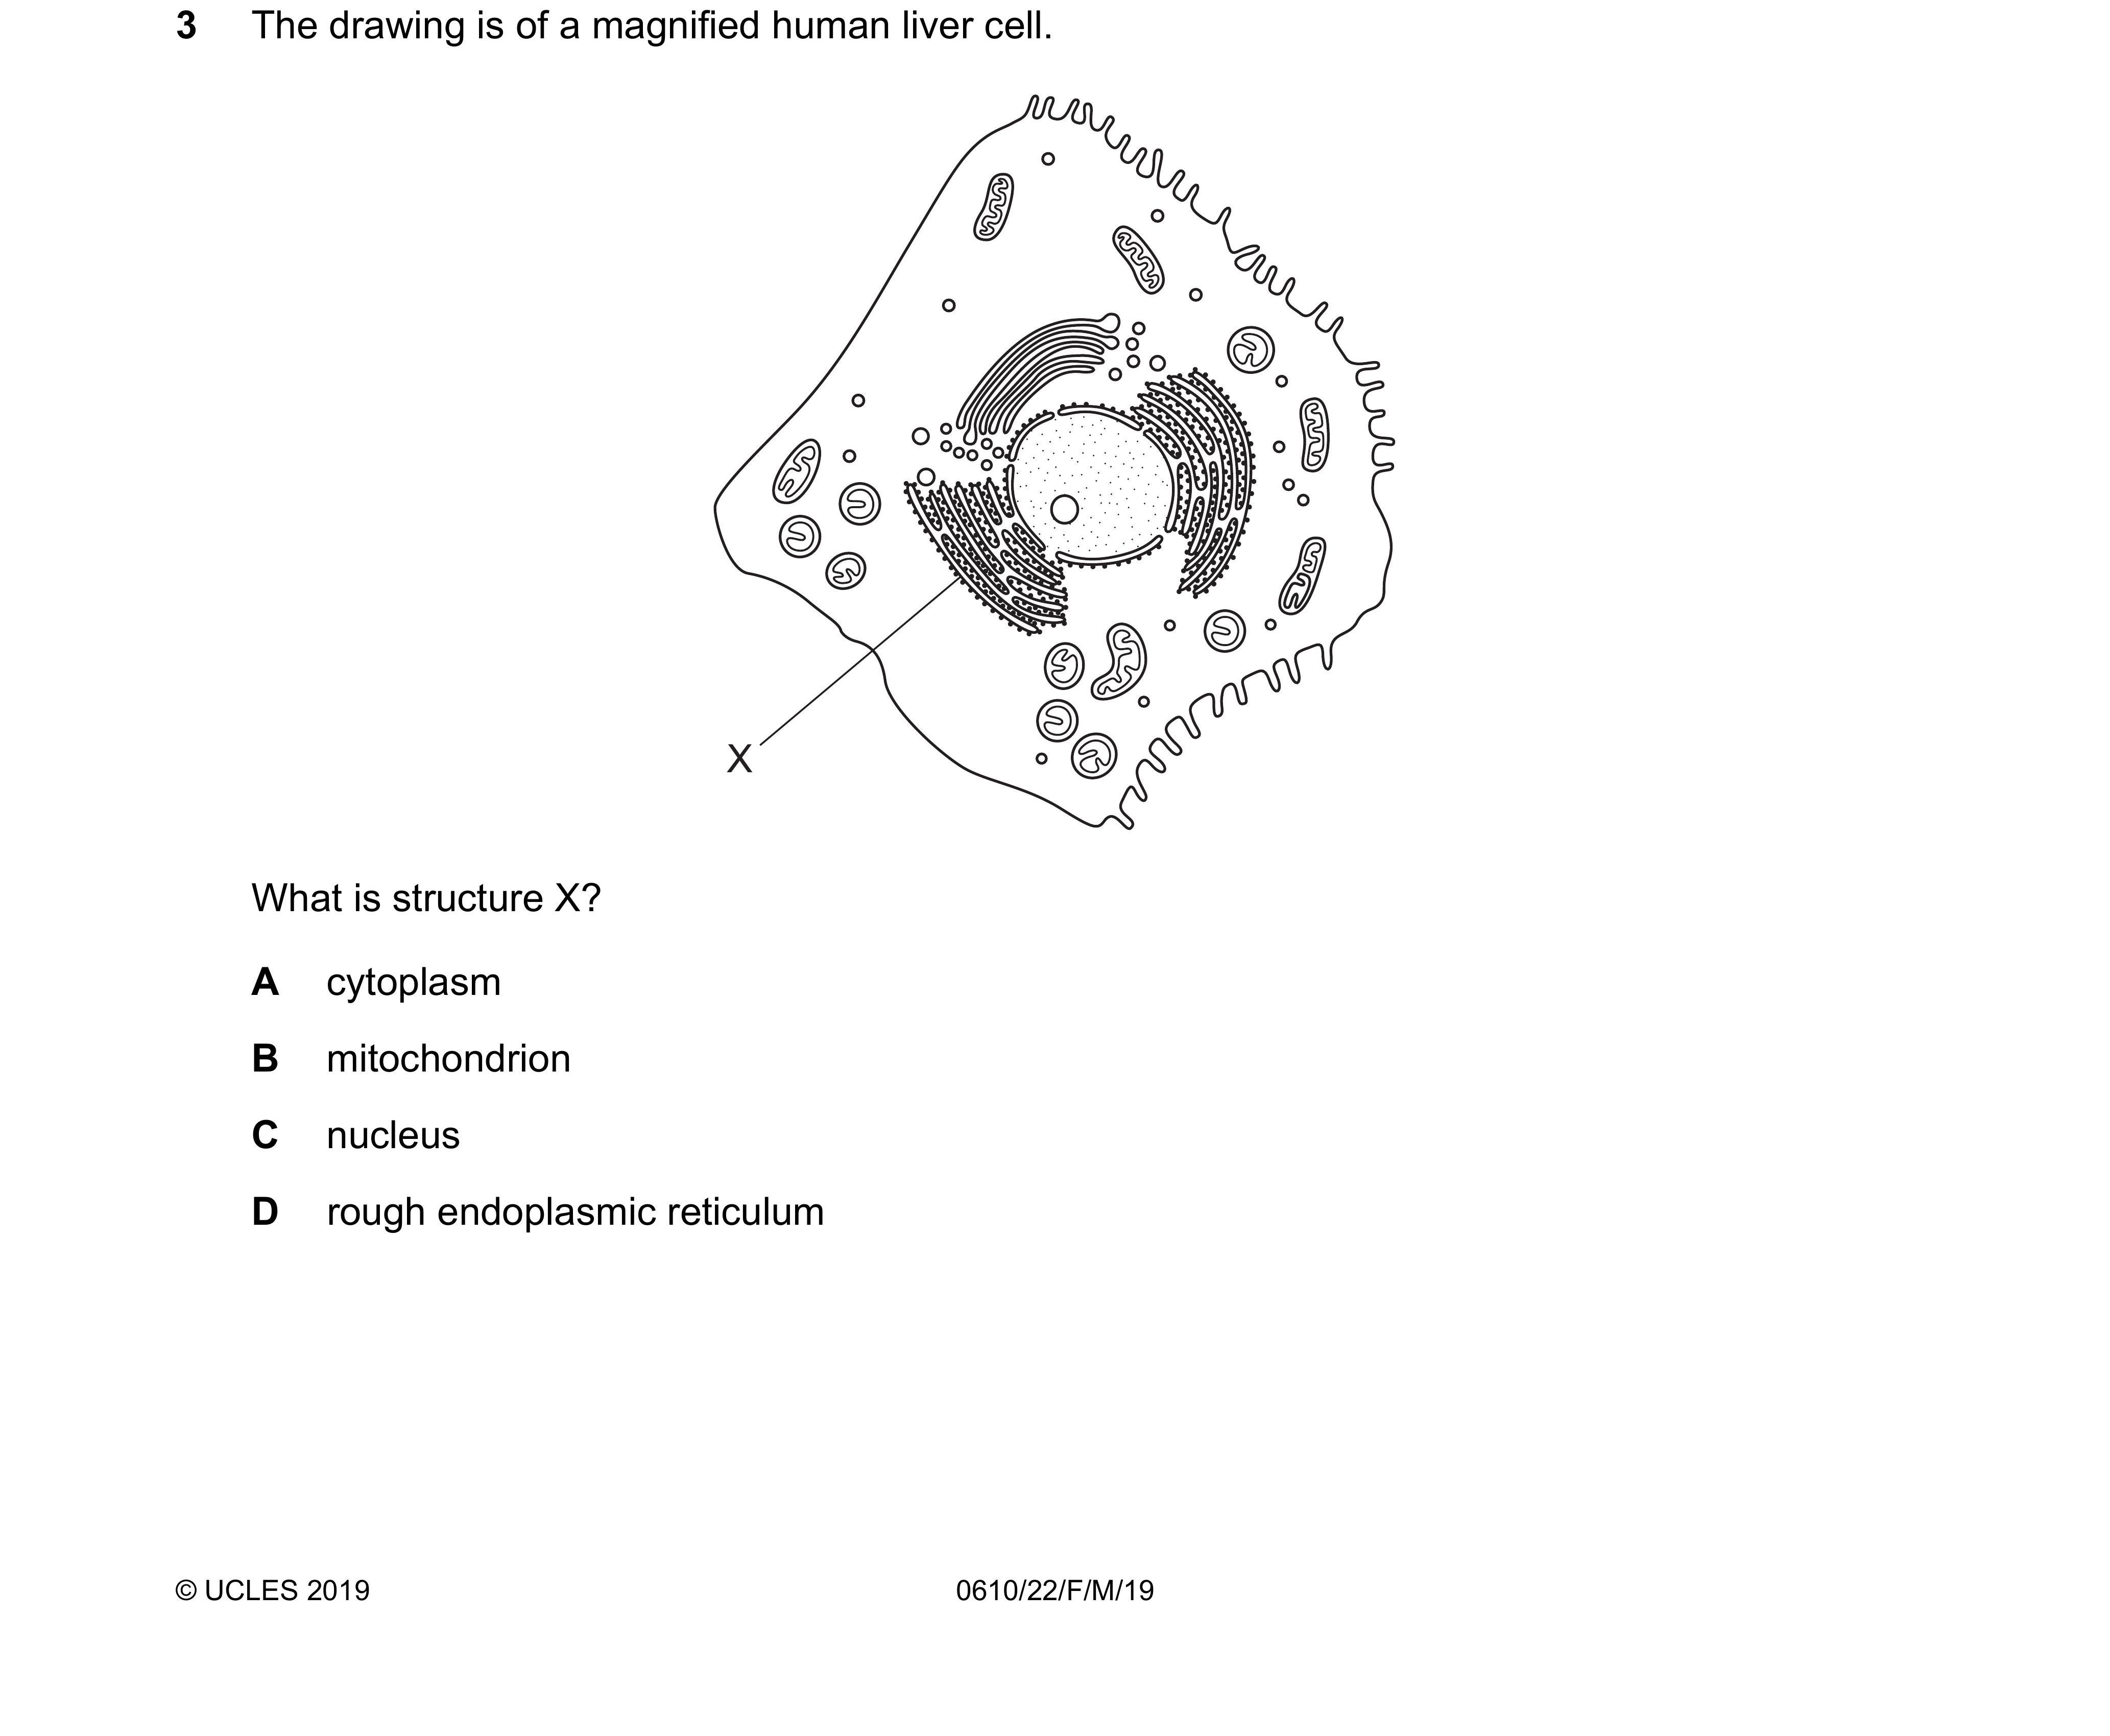 3 The drawing is of a magnified human liver cell.
X
What is structure X?
A cytoplasm
B mitochondrion
C nucleus
D rough endoplasmic reticulum
© UCLES 2019 0610/22/F/M/19